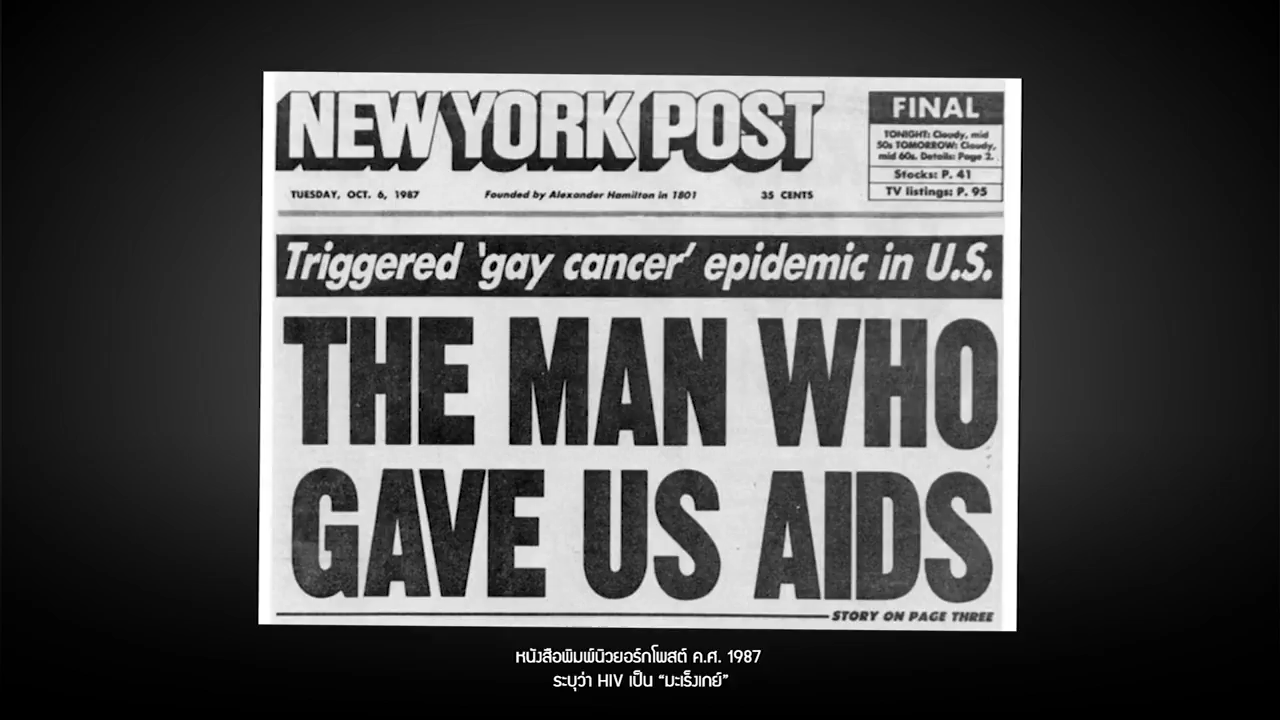 NEW YORK POST
FINAL
TONIGHT: Cloudy, mid
50s TOMORROW: Cloudy,
mid 60s. Details: Page 2.
Stocks: P. 41
TV listings: P. 95
TUESDAY, OCT. 6, 1987 Founded by Alexander Hamilton in 1801 35 CENTS
Triggered 'gay cancer' epidemic in U.S.
THE MAN WHO
GAVE US AIDS
STORY ON PAGE THREE
หนังสือพิมพ์นิวยอร์กโพสต์ ค.ศ. 1987
ระบุว่า HIV เป็น “มะเร็งเกย์”